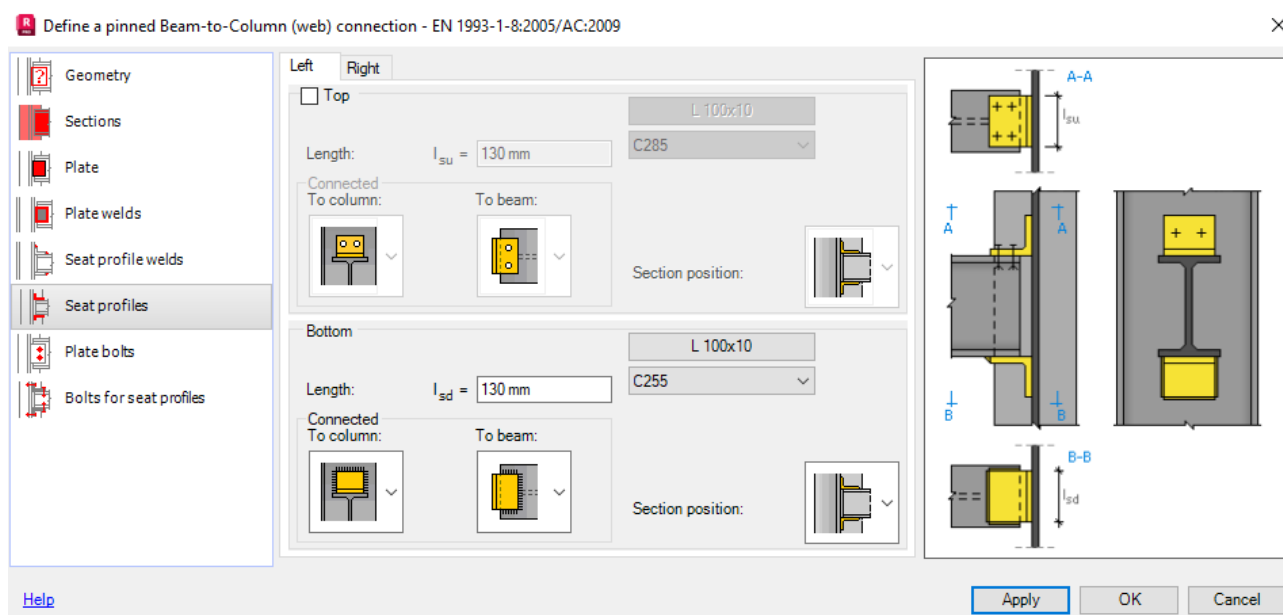 R
PRO
Define a pinned Beam-to-Column (web) connection - EN 1993-1-8:2005/AC:2009
Geometry
Sections
Plate
Plate welds
Seat profile welds
Seat profiles
Plate bolts
Bolts for seat profiles
Left Right
Top
L 100x10
Length: lsu = 130 mm
C285
Connected
To column: To beam:
Section position:
Bottom
L 100x10
Length: lsd = 130 mm
C255
Connected
To column: To beam:
Section position:
A-A
lsu
A A
B B
B-B
lsd
Help
Apply OK Cancel